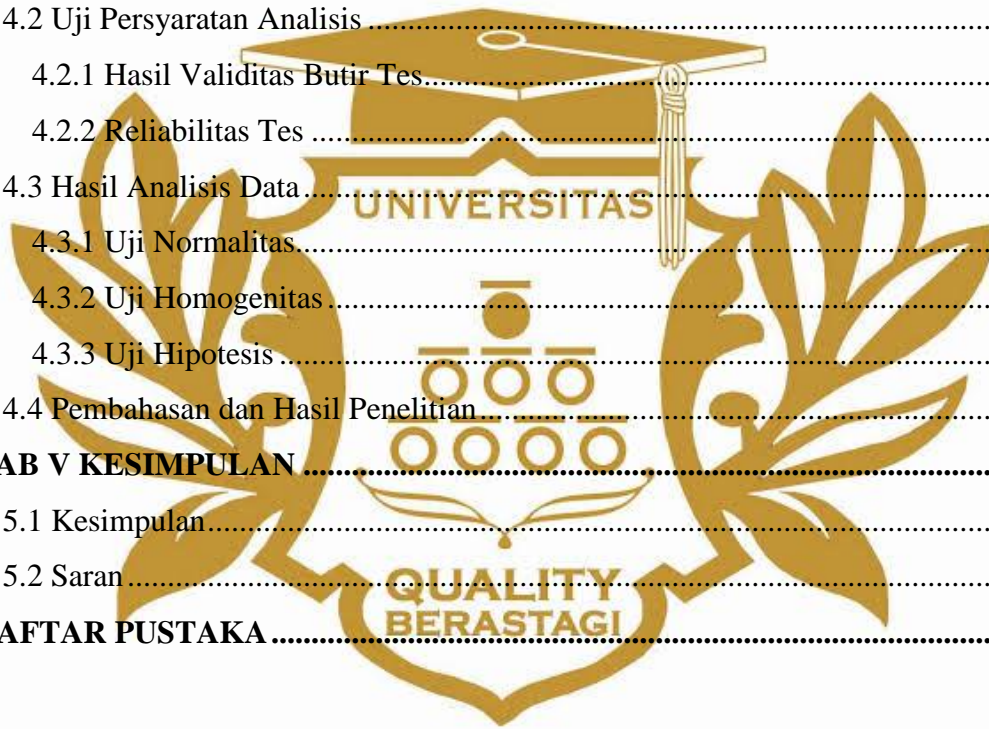 4.2 Uji Persyaratan Analisis ........................................................................................
4.2.1 Hasil Validitas Butir Tes................................................................................
4.2.2 Reliabilitas Tes ................................................................................
4.3 Hasil Analisis Data ........................................................................................
UNIVERSITAS
4.3.1 Uji Normalitas................................................................................
4.3.2 Uji Homogenitas ................................................................................
4.3.3 Uji Hipotesis ................................................................................
4.4 Pembahasan dan Hasil Penelitian ................................................................
AB V KESIMPULAN ........................................................................................
5.1 Kesimpulan........................................................................................
5.2 Saran ........................................................................................
QUALITY
BERASTAGI
AFTAR PUSTAKA ........................................................................................